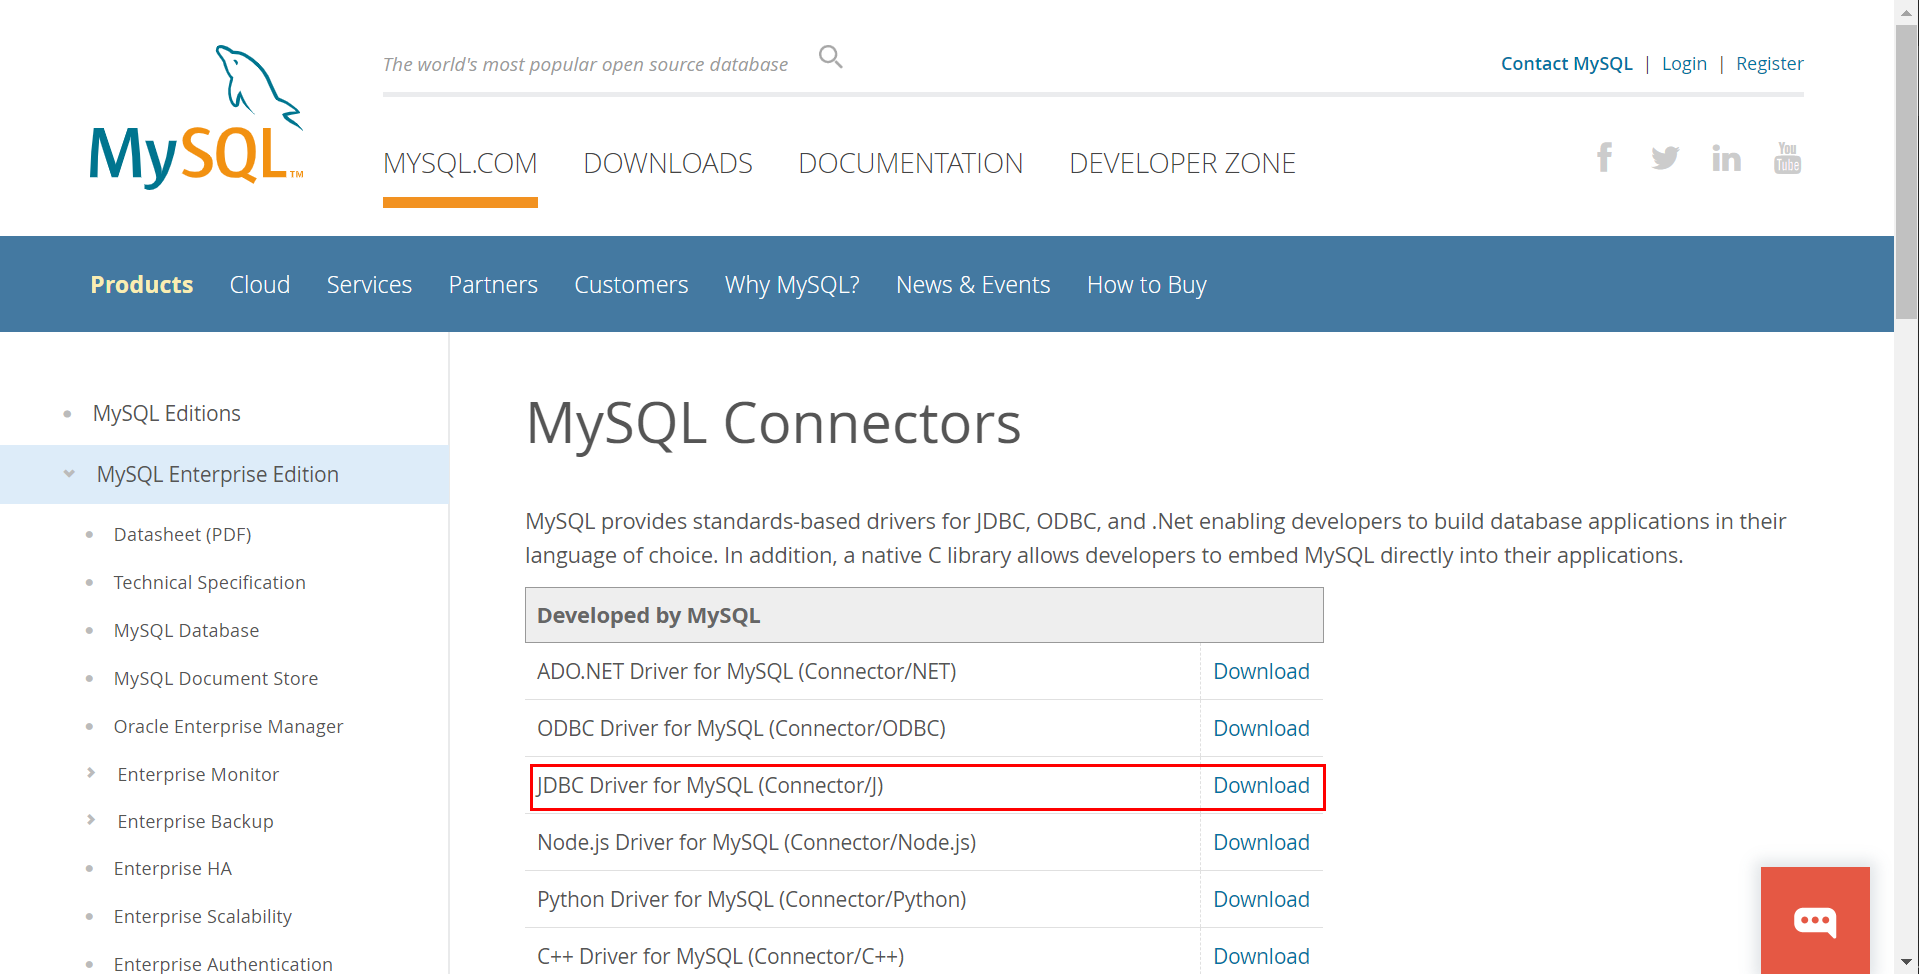 The world's most popular open source database
Contact MySQL | Login | Register
MySQL™
MYSQL.COM DOWNLOADS DOCUMENTATION DEVELOPER ZONE
f in You Tube
Products Cloud Services Partners Customers Why MySQL? News & Events How to Buy
MySQL Editions
MySQL Enterprise Edition
Datasheet (PDF)
Technical Specification
MySQL Database
MySQL Document Store
Oracle Enterprise Manager
Enterprise Monitor
Enterprise Backup
Enterprise HA
Enterprise Scalability
Enterprise Authentication
MySQL Connectors
MySQL provides standards-based drivers for JDBC, ODBC, and .Net enabling developers to build database applications in their
language of choice. In addition, a native C library allows developers to embed MySQL directly into their applications.
Developed by MySQL
ADO.NET Driver for MySQL (Connector/NET) Download
ODBC Driver for MySQL (Connector/ODBC) Download
JDBC Driver for MySQL (Connector/J) Download
Node.js Driver for MySQL (Connector/Node.js) Download
Python Driver for MySQL (Connector/Python) Download
C++ Driver for MySQL (Connector/C++) Download